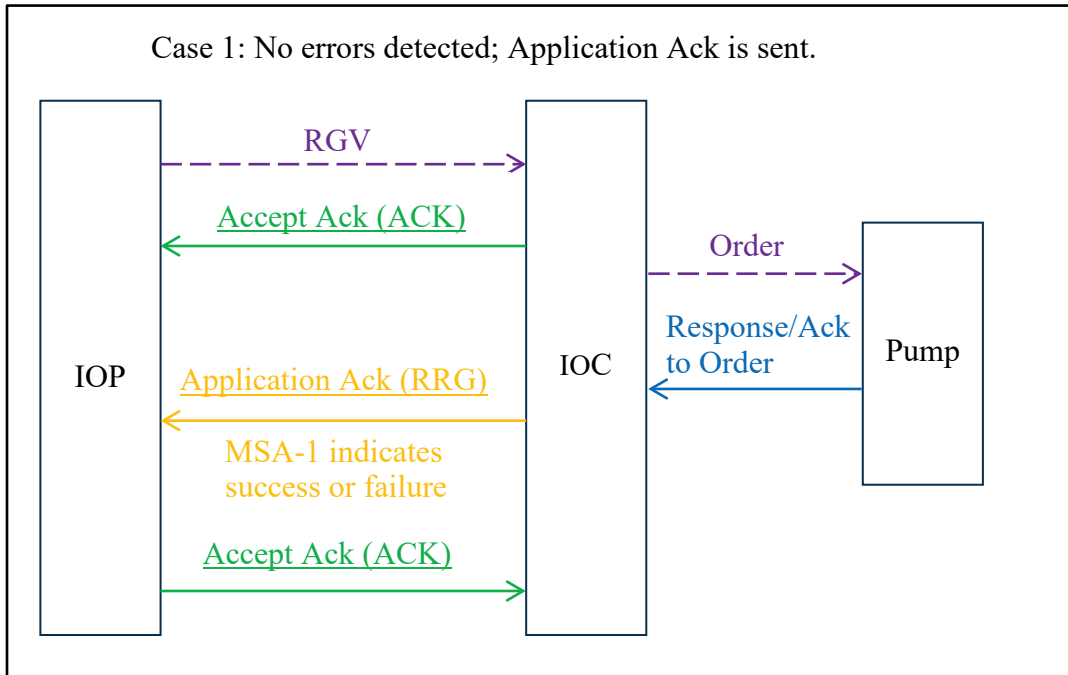 Case 1: No errors detected; Application Ack is sent.
RGV
Accept Ack (ACK)
Order
Response/Ack
to Order
IOP
IOC
Pump
Application Ack (RRG)
MSA-1 indicates
success or failure
Accept Ack (ACK)